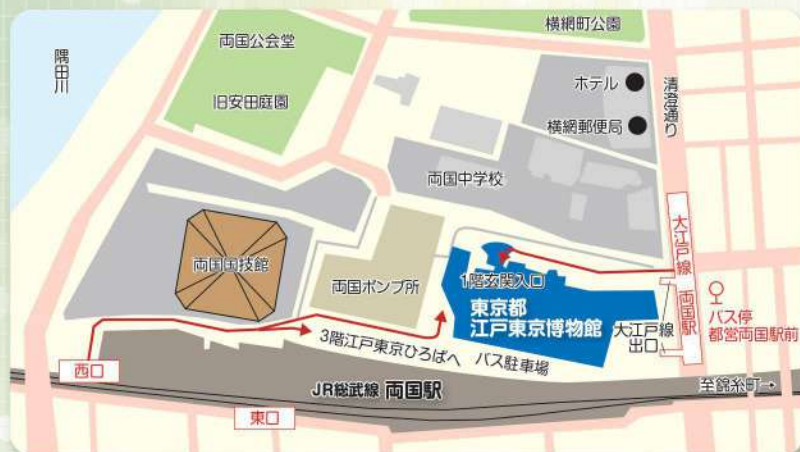 横網町公園
両国公会堂
隅田川
ホテル
清澄通り
旧安田庭園
横網郵便局
両国中学校
大江戸線 両国駅
両国国技館
1階玄関入口
両国ポンプ所
東京都
江戸東京博物館
大江戸線
出口
バス停
都営両国駅前
3階江戸東京ひろばへ
バス駐車場
西口
JR総武線 両国駅
至錦糸町→
東口